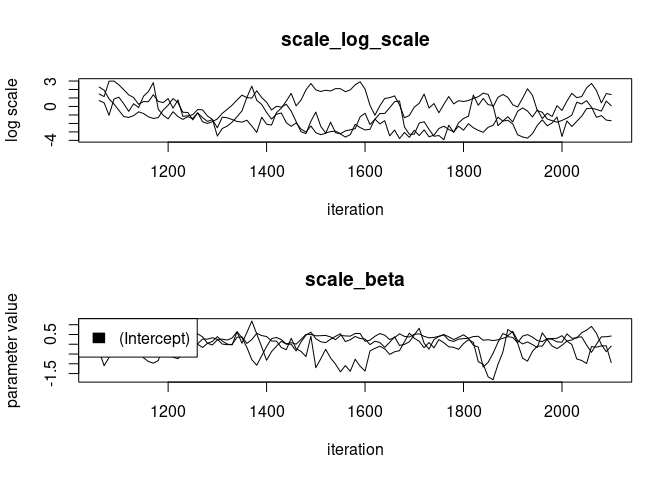 scale_log_scale
log scale
3
0
-4
1200 1400 1600 1800 2000
iteration
scale_beta
parameter value
0.5
-1.5
(Intercept)
1200 1400 1600 1800 2000
iteration